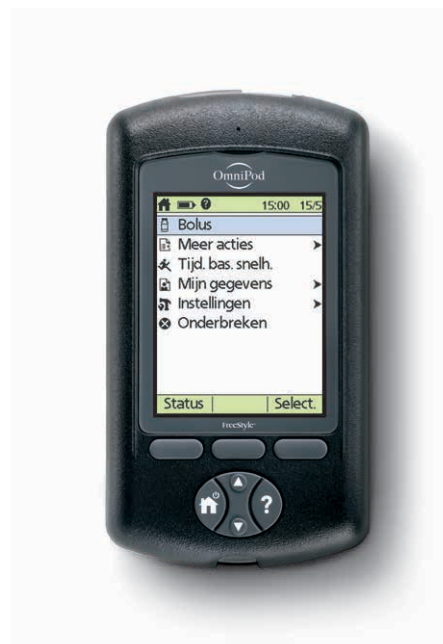 OmniPod
? 15:00 15/5
Bolus
Meer acties
Tijd. bas. snelh.
Mijn gegevens
Instellingen
Onderbreken
Status Select.
FreeStyle
?